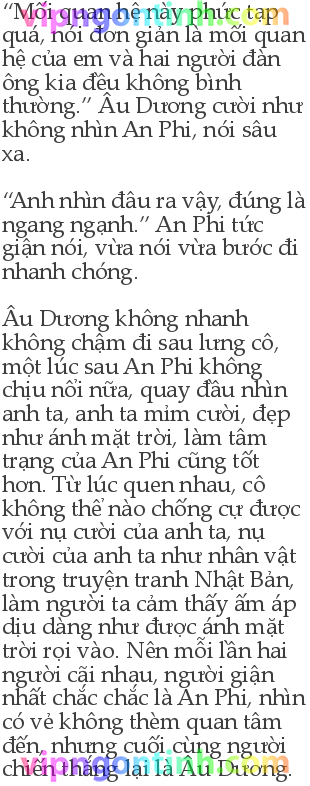 vipngontinh.com
“Mối quan hệ này phức tạp
quá, nói đơn giản là mối quan
hệ của em và hai người đàn
ông kia đều không bình
thường.” Âu Dương cười như
không nhìn An Phi, nói sâu
xa.
“Anh nhìn đâu ra vậy, đúng là
ngang ngạnh.” An Phi tức
giận nói, vừa nói vừa bước đi
nhanh chóng.
Âu Dương không nhanh
không chậm đi sau lưng cô,
một lúc sau An Phi không
chịu nổi nữa, quay đầu nhìn
anh ta, anh ta mỉm cười, đẹp
như ánh mặt trời, làm tâm
trạng của An Phi cũng tốt
hơn. Từ lúc quen nhau, cô
không thể nào chống cự được
với nụ cười của anh ta, nụ
cười của anh ta như nhân vật
trong truyện tranh Nhật Bản,
làm người ta cảm thấy ấm áp
dịu dàng như được ánh mặt
trời rọi vào. Nên mỗi lần hai
người cãi nhau, người giận
nhất chắc chắc là An Phi, nhìn
có vẻ không thèm quan tâm
đến, nhưng cuối cùng người
chiến thắng lại là Âu Dương.
vipngontinh.com